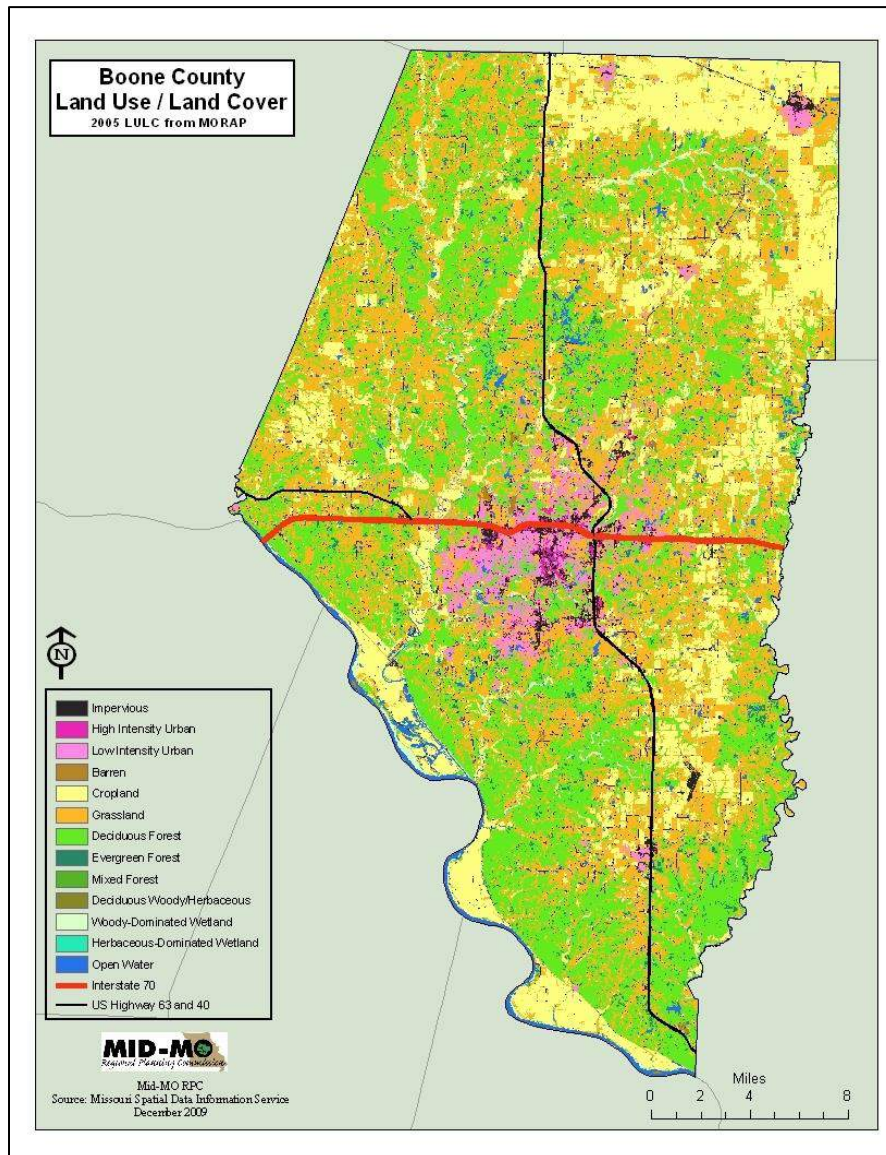 Boone County
Land Use / Land Cover
2005 LULC from MORAP
N
Impervious
High Intensity Urban
Low Intensity Urban
Barren
Cropland
Grassland
Deciduous Forest
Evergreen Forest
Mixed Forest
Deciduous Woody/Herbaceous
Woody-Dominated Wetland
Herbaceous-Dominated Wetland
Open Water
Interstate 70
US Highway 63 and 40
MID-MO
Regional Planning Commission
Mid-MO RPC
Source: Missouri Spatial Data Information Service
December 2009
Miles
0 2 4 8